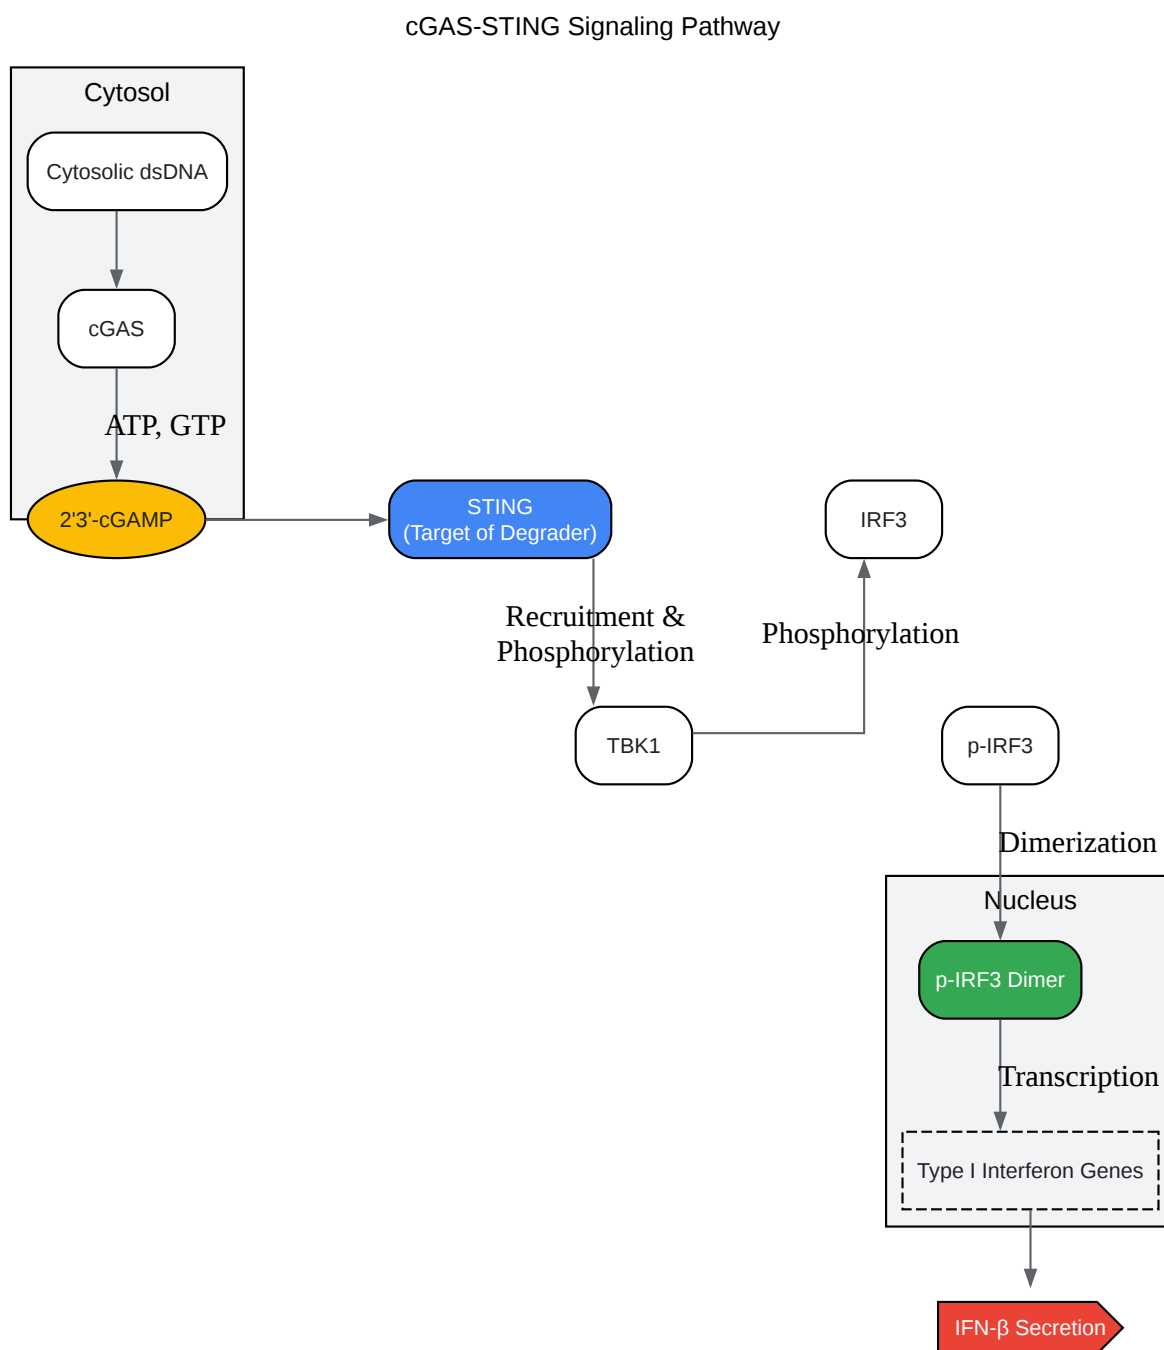 cGAS-STING Signaling Pathway
Cytosol
Cytosolic dsDNA
cGAS
ATP, GTP
2'3'-cGAMP
STING
(Target of Degrader)
IRF3
Recruitment &
Phosphorylation
Phosphorylation
TBK1
p-IRF3
Dimerization
Nucleus
p-IRF3 Dimer
Transcription
Type I Interferon Genes
IFN-β Secretion